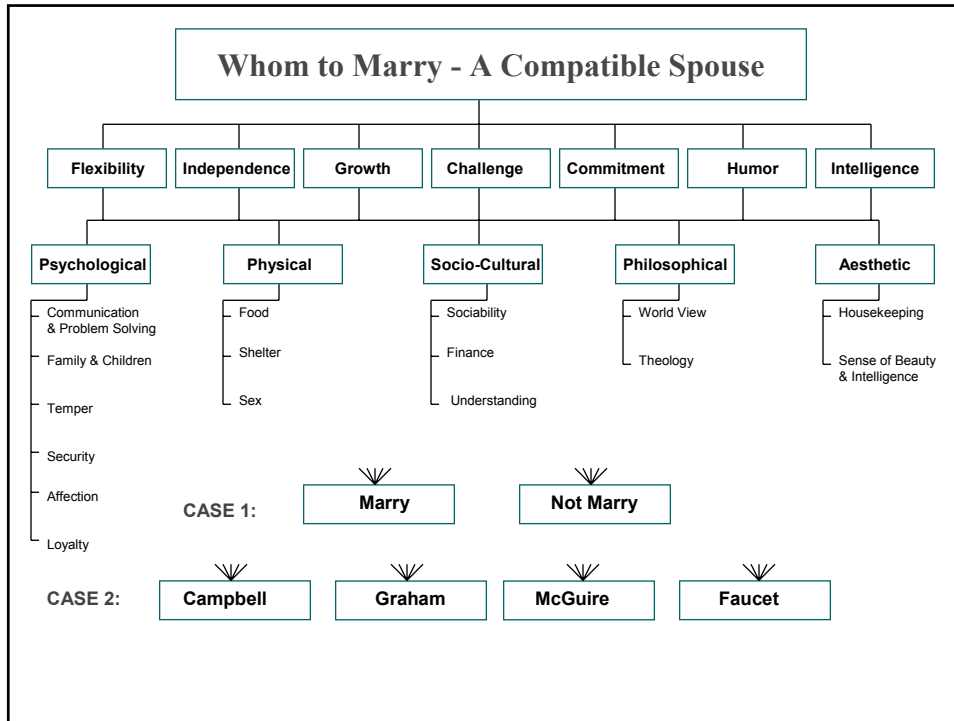 Whom to Marry - A Compatible Spouse
Flexibility
Independence
Growth
Challenge
Commitment
Humor
Intelligence
Psychological
Physical
Socio-Cultural
Philosophical
Aesthetic
Communication
& Problem Solving
Family & Children
Temper
Security
Affection
Loyalty
Food
Shelter
Sex
Sociability
Finance
Understanding
World View
Theology
Housekeeping
Sense of Beauty
& Intelligence
CASE 1:
Marry
Not Marry
CASE 2:
Campbell
Graham
McGuire
Faucet